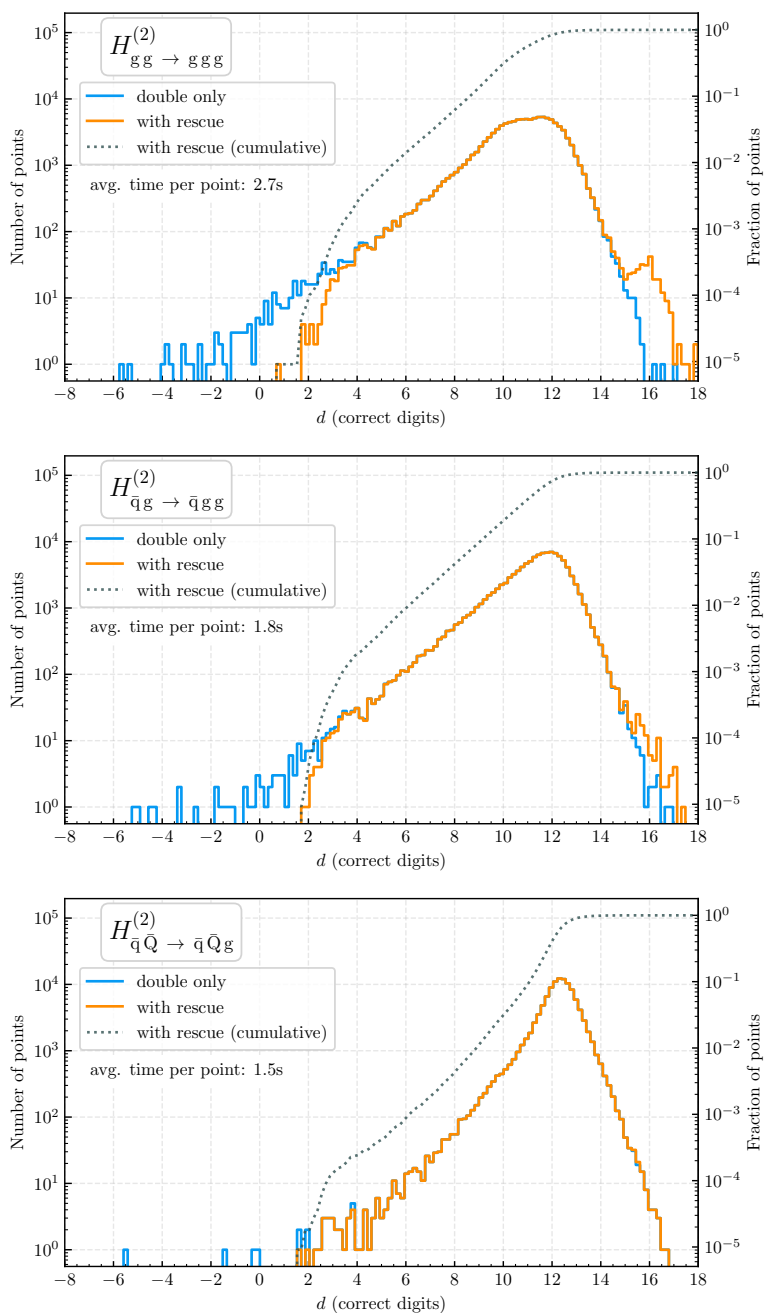 H^{(2)}_{g g → g g g}
double only
with rescue
with rescue (cumulative)
avg. time per point: 2.7s
Number of points
10^5
10^4
10^3
10^2
10^1
10^0
Fraction of points
10^0
10^{−1}
10^{−2}
10^{−3}
10^{−4}
10^{−5}
−8 −6 −4 −2 0 2 4 6 8 10 12 14 16 18
d (correct digits)
H^{(2)}_{q̄ g → q̄ g g}
double only
with rescue
with rescue (cumulative)
avg. time per point: 1.8s
Number of points
10^5
10^4
10^3
10^2
10^1
10^0
Fraction of points
10^0
10^{−1}
10^{−2}
10^{−3}
10^{−4}
10^{−5}
−8 −6 −4 −2 0 2 4 6 8 10 12 14 16 18
d (correct digits)
H^{(2)}_{q̄ Q̄ → q̄ Q̄ g}
double only
with rescue
with rescue (cumulative)
avg. time per point: 1.5s
Number of points
10^5
10^4
10^3
10^2
10^1
10^0
Fraction of points
10^0
10^{−1}
10^{−2}
10^{−3}
10^{−4}
10^{−5}
−8 −6 −4 −2 0 2 4 6 8 10 12 14 16 18
d (correct digits)